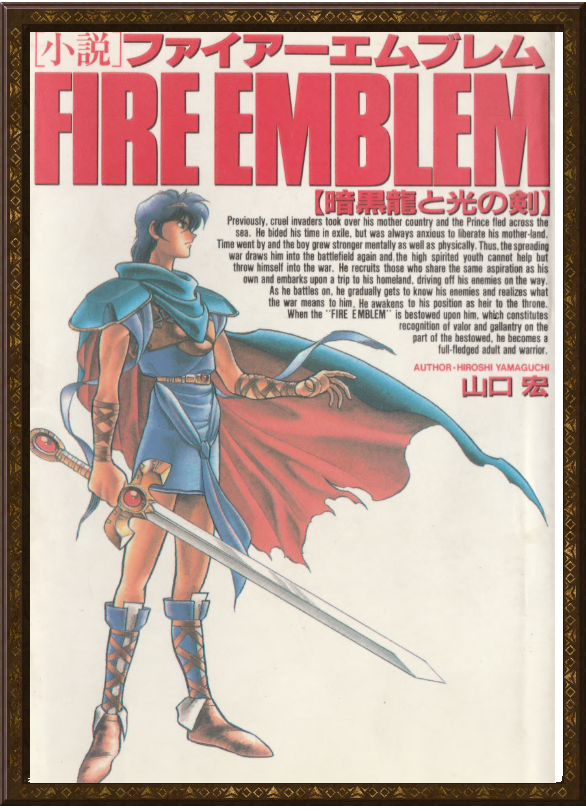 [小説]ファイアーエムブレム
FIRE EMBLEM
【暗黒龍と光の剣】
Previously, cruel invaders took over his mother country and the Prince fled across the
sea. He bided his time in exile, but was always anxious to liberate his mother-land.
Time went by and the boy grew stronger mentally as well as physically. Thus, the spreading
war draws him into the battlefield again and the high spirited youth cannot help but
throw himself into the war. He recruits those who share the same aspiration as his
own and embarks upon a trip to his homeland, driving off his enemies on the way.
As he battles on, he gradually gets to know his enemies and realizes what
the war means to him. He awakens to his position as heir to the throne.
When the "FIRE EMBLEM" is bestowed upon him, which constitutes
recognition of valor and gallantry on the
part of the bestowed, he becomes a
full-fledged adult and warrior.
AUTHOR·HIROSHI YAMAGUCHI
山口 宏